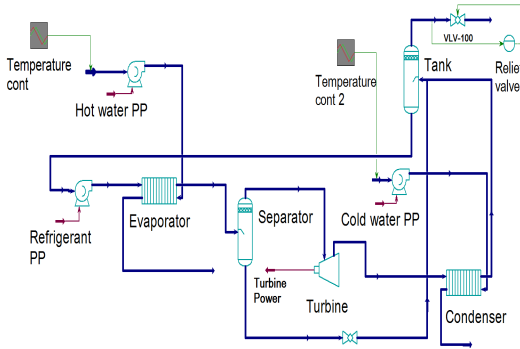 VLV-100
Temperature
cont
Hot water PP
Temperature
cont 2
Tank
Relief
valve
Evaporator
Separator
Cold water PP
Refrigerant
PP
Turbine
Power
Turbine
Condenser